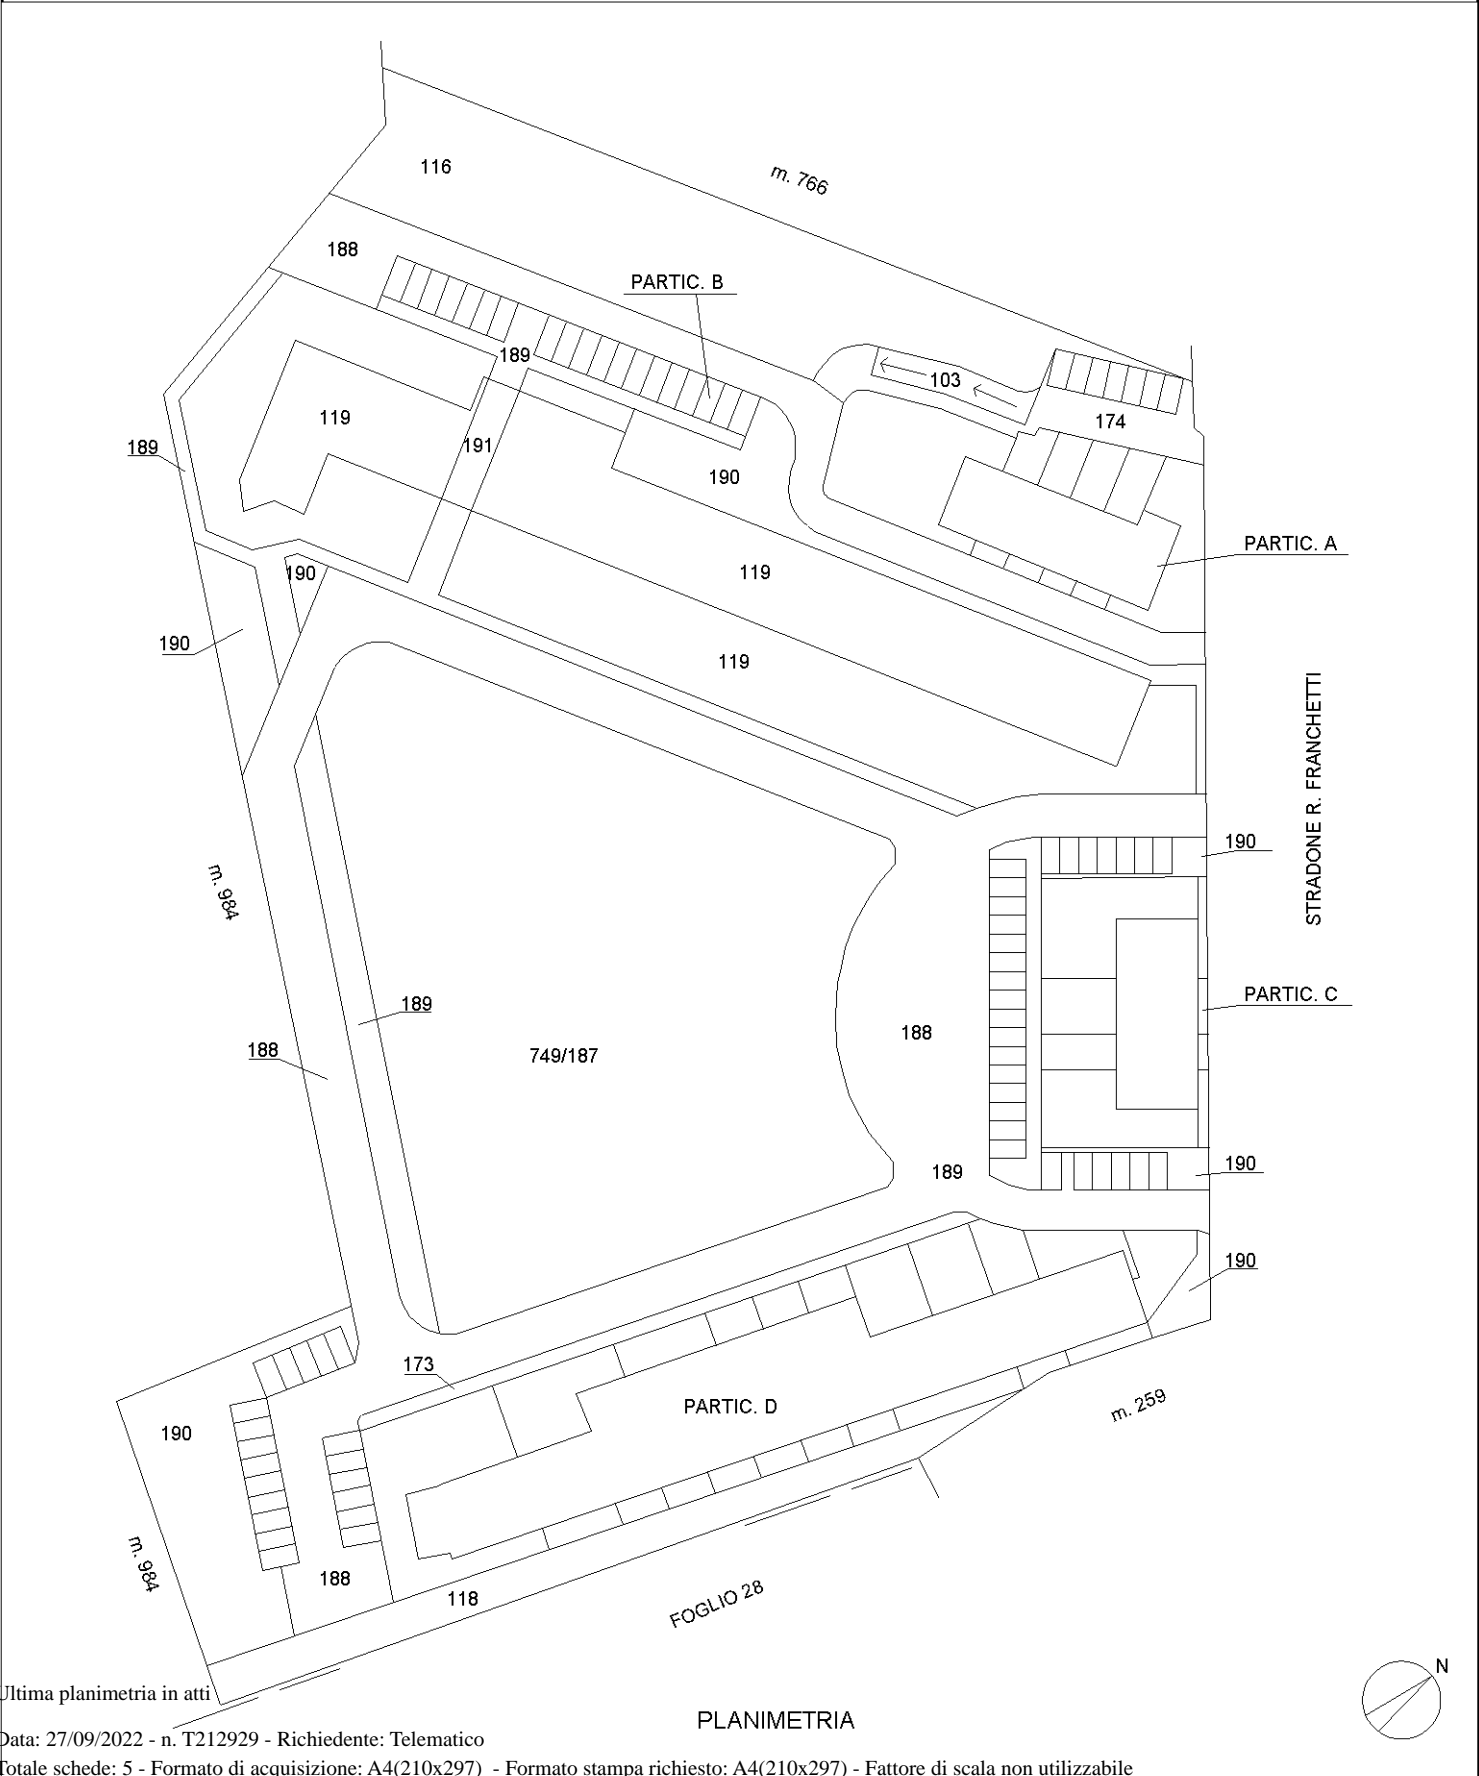 116
m. 766
188
PARTIC. B
189
103
119
174
191
189
190
PARTIC. A
190
119
190
119
STRADONE R. FRANCHETTI
190
m. 984
PARTIC. C
189
188
188
749/187
190
189
190
173
PARTIC. D
m. 259
190
m. 984
188
118
FOGLIO 28
N
Ultima planimetria in atti
PLANIMETRIA
Data: 27/09/2022 - n. T212929 - Richiedente: Telematico
Totale schede: 5 - Formato di acquisizione: A4(210x297) - Formato stampa richiesto: A4(210x297) - Fattore di scala non utilizzabile